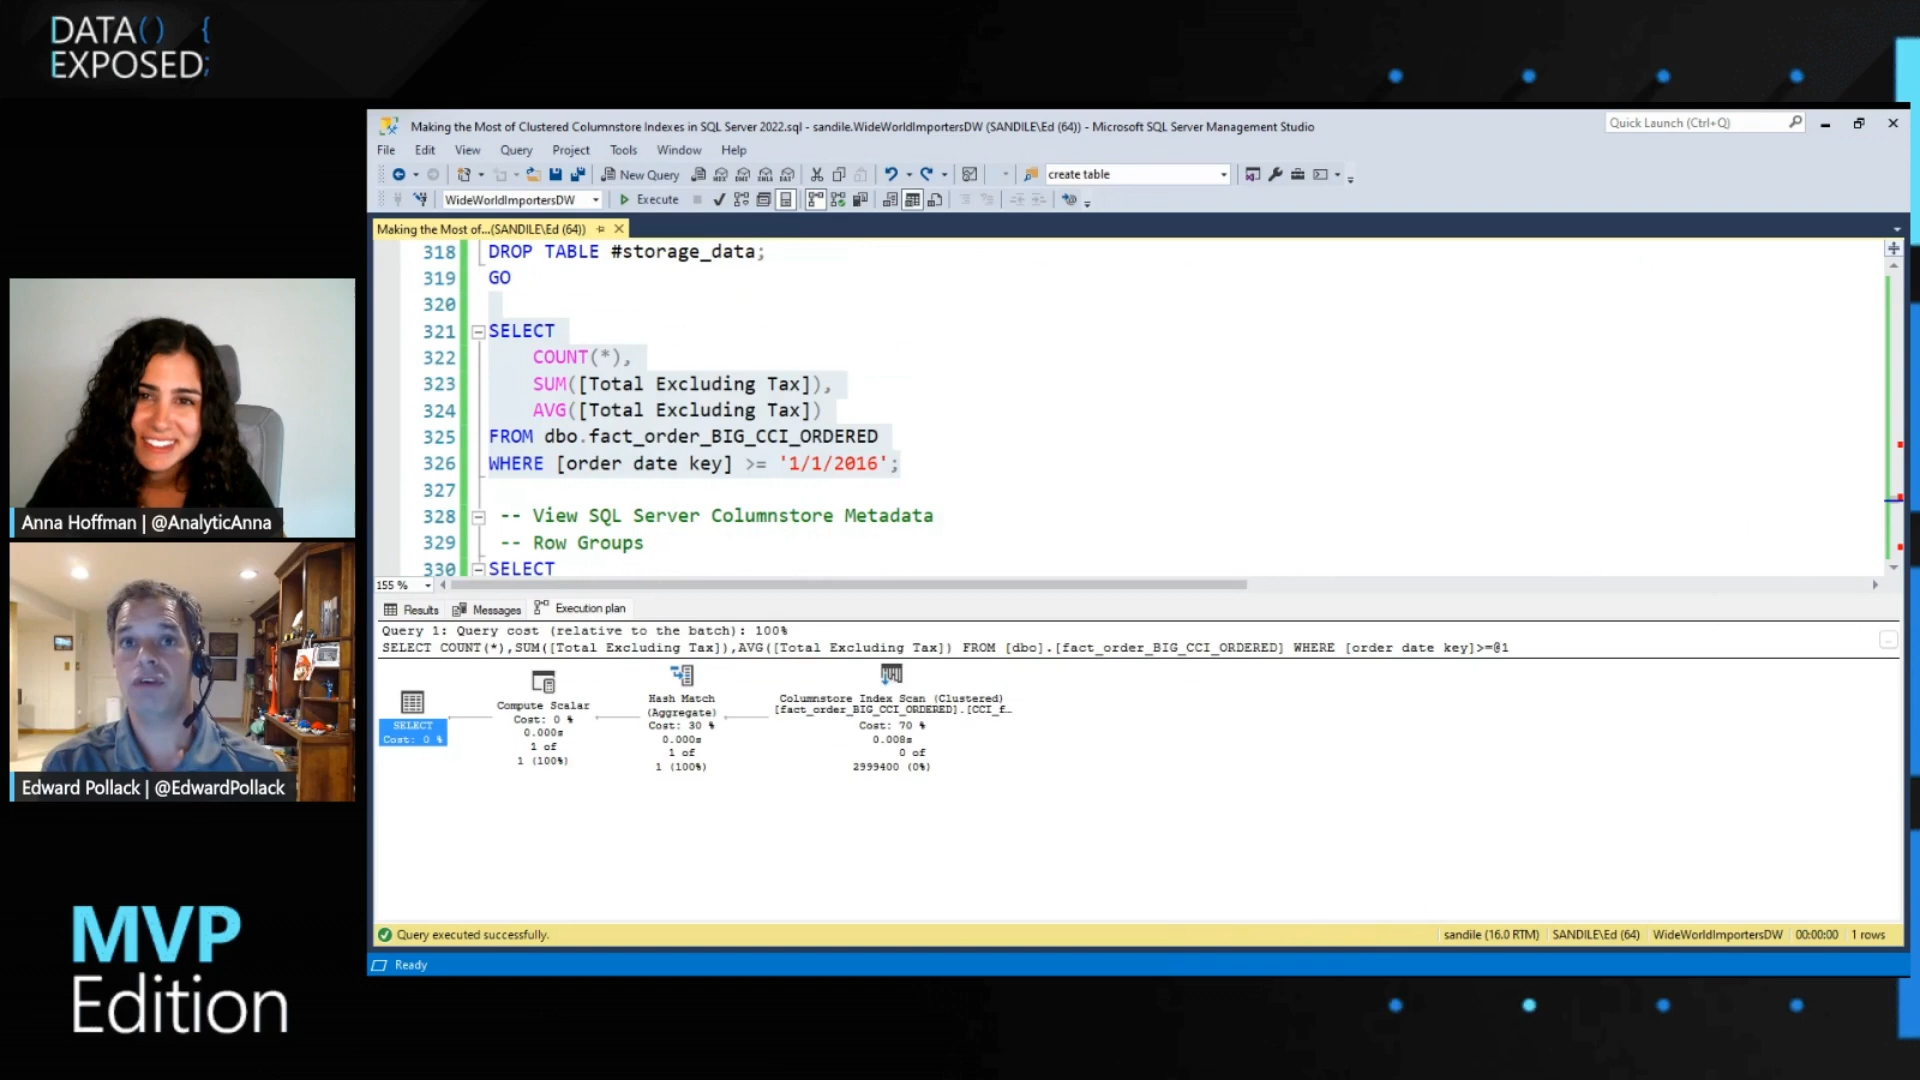 DATA() {
EXPOSED;
Making the Most of Clustered Columnstore Indexes in SQL Server 2022.sql - sandile.WideWorldImportersDW (SANDILE\Ed (64)) - Microsoft SQL Server Management Studio
Quick Launch (Ctrl+Q)
File Edit View Query Project Tools Window Help
New Query
create table
WideWorldImportersDW
Execute
Making the Most of...(SANDILE\Ed (64))
318 DROP TABLE #storage_data;
319 GO
320
321 SELECT
322 COUNT(*),
323 SUM([Total Excluding Tax]),
324 AVG([Total Excluding Tax])
325 FROM dbo.fact_order_BIG_CCI_ORDERED
326 WHERE [order date key] >= '1/1/2016';
327
328 -- View SQL Server Columnstore Metadata
329 -- Row Groups
330 SELECT
155 %
Results Messages Execution plan
Query 1: Query cost (relative to the batch): 100%
SELECT COUNT(*),SUM([Total Excluding Tax]),AVG([Total Excluding Tax]) FROM [dbo].[fact_order_BIG_CCI_ORDERED] WHERE [order date key]>=@1
SELECT
Cost: 0 %
Compute Scalar
Cost: 0 %
0.000s
1 of
1 (100%)
Hash Match
(Aggregate)
Cost: 30 %
0.000s
1 of
1 (100%)
Columnstore Index Scan (Clustered)
[fact_order_BIG_CCI_ORDERED].[CCI_f…
Cost: 70 %
0.008s
0 of
2999400 (0%)
Query executed successfully.
sandile (16.0 RTM) SANDILE\Ed (64) WideWorldImportersDW 00:00:00 1 rows
Ready
Anna Hoffman | @AnalyticAnna
Edward Pollack | @EdwardPollack
MVP
Edition